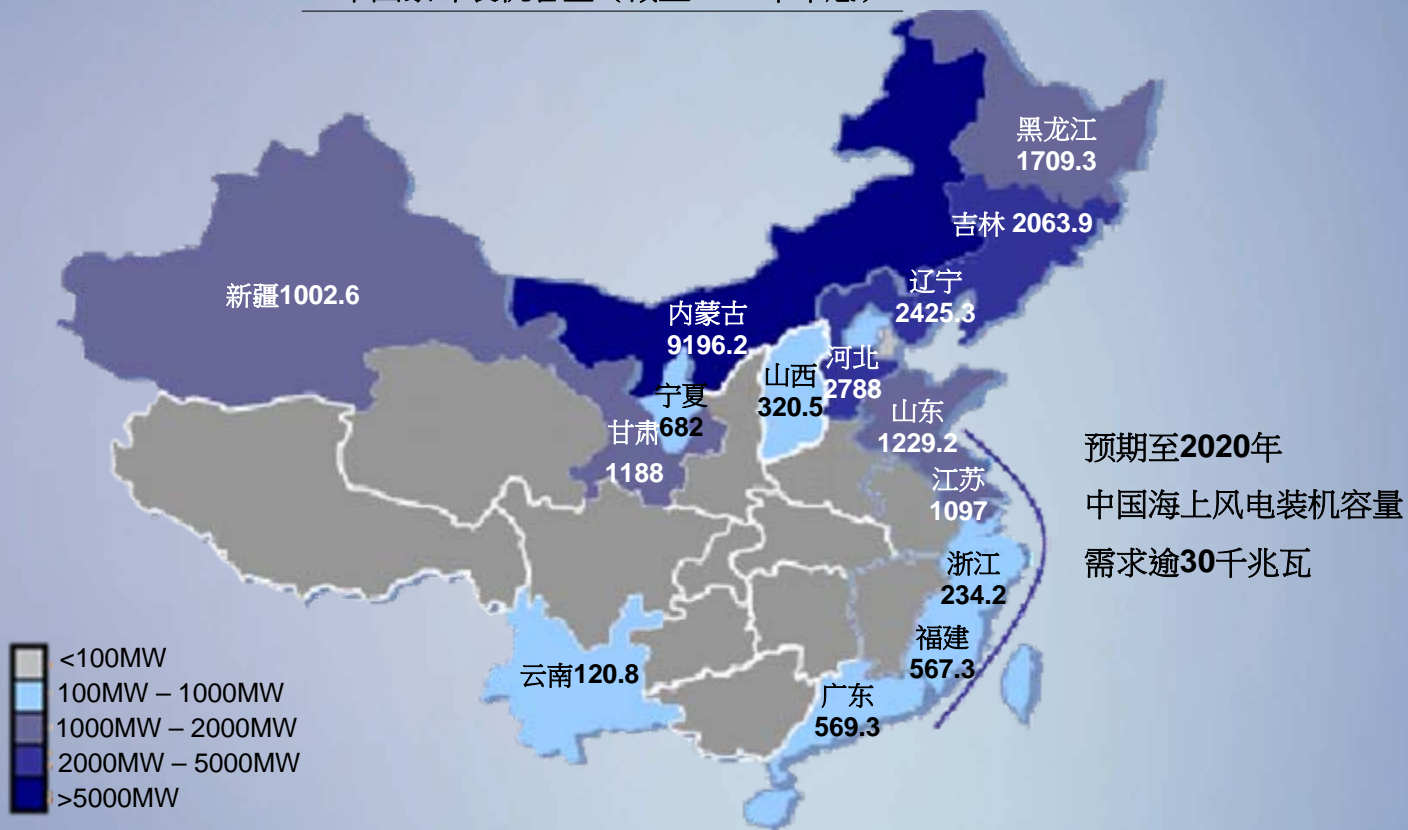 黑龙江
1709.3
吉林 2063.9
辽宁
2425.3
新疆1002.6
内蒙古
9196.2
河北
2788
山西
320.5
宁夏
682
甘肃
1188
山东
1229.2
江苏
1097
浙江
234.2
福建
567.3
广东
569.3
云南120.8
预期至2020年
中国海上风电装机容量
需求逾30千兆瓦
<100MW
100MW – 1000MW
1000MW – 2000MW
2000MW – 5000MW
>5000MW